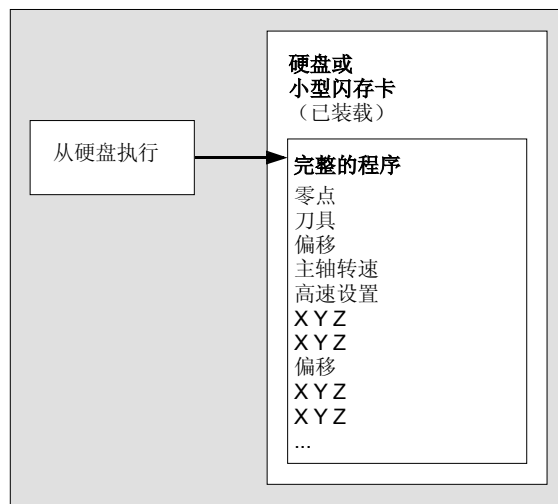 硬盘或
小型闪存卡
（已装载）
从硬盘执行
完整的程序
零点
刀具
偏移
主轴转速
高速设置
X Y Z
X Y Z
偏移
X Y Z
X Y Z
...